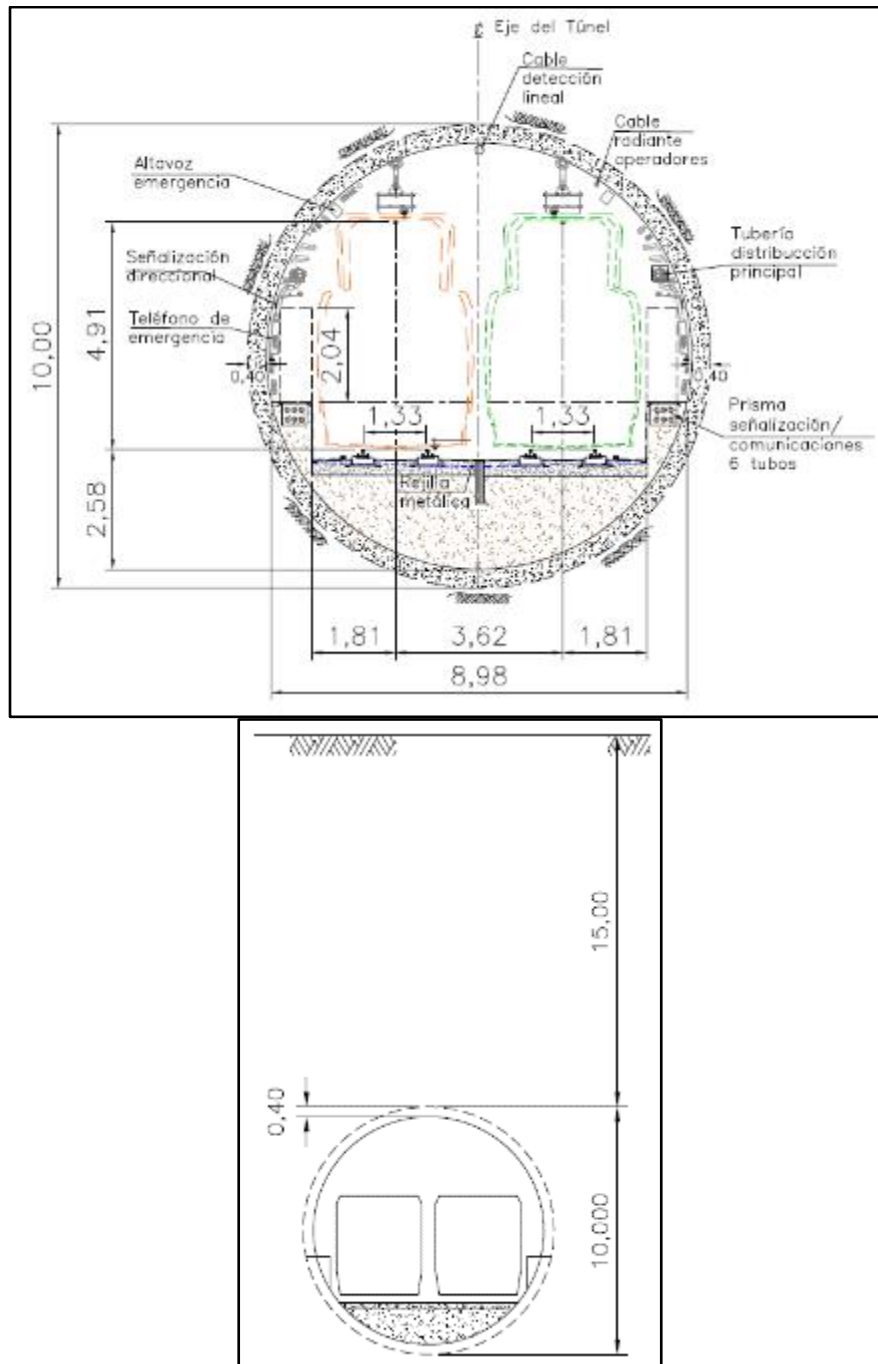 ℄ Eje del Túnel
Cable
detección
lineal
Cable
radiante
operadores
Altavoz
emergencia
Señalización
direccional
Teléfono de
emergencia
Tubería
distribución
principal
10,00
4,91
2,04
0,40
0,40
1,33
1,33
Prisma
señalización/
comunicaciones
6 tubos
Rejilla
metálica
2,58
1,81
3,62
1,81
8,98
15,00
0,40
10,000